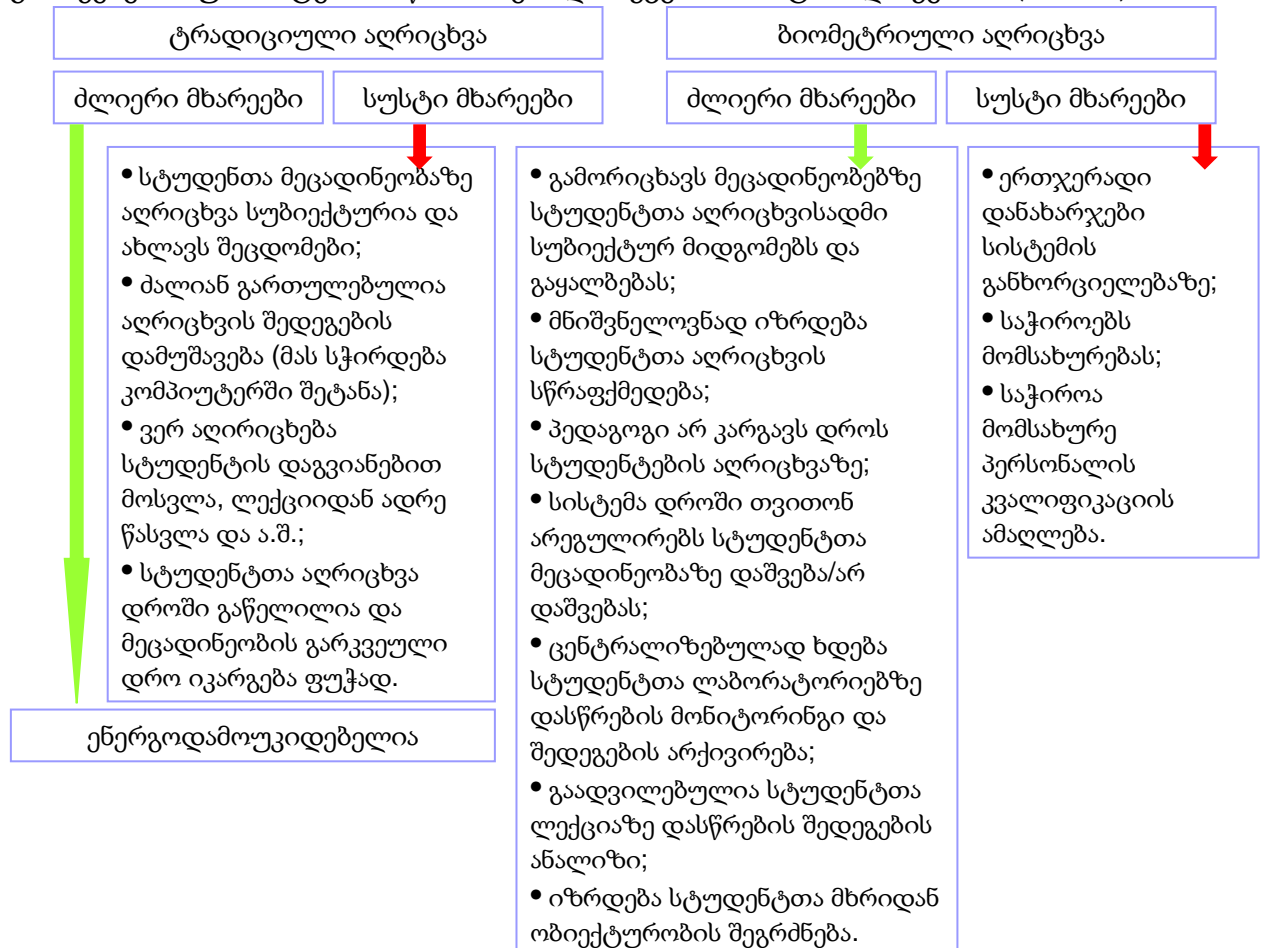 ტრადიციული აღრიცხვა
ძლიერი მხარეები
სუსტი მხარეები
• სტუდენთა მეცადინეობაზე
აღრიცხვა სუბიექტურია და
ახლავს შეცდომები;
• ძალიან გართულებულია
აღრიცხვის შედეგების
დამუშავება (მას სჭირდება
კომპიუტერში შეტანა);
• ვერ აღირიცხება
სტუდენტის დაგვიანებით
მოსვლა, ლექციიდან ადრე
წასვლა და ა.შ.;
• სტუდენტთა აღრიცხვა
დროში გაწელილია და
მეცადინეობის გარკვეული
დრო იკარგება ფუჭად.
ენერგოდამოუკიდებელია
ბიომეტრიული აღრიცხვა
ძლიერი მხარეები
სუსტი მხარეები
• გამორიცხავს მეცადინეობებზე
სტუდენტთა აღრიცხვისადმი
სუბიექტურ მიდგომებს და
გაყალბებას;
• მნიშვნელოვნად იზრდება
სტუდენტთა აღრიცხვის
სწრაფქმედება;
• პედაგოგი არ კარგავს დროს
სტუდენტების აღრიცხვაზე;
• სისტემა დროში თვითონ
არეგულირებს სტუდენტთა
მეცადინეობაზე დაშვება/არ
დაშვებას;
• ცენტრალიზებულად ხდება
სტუდენტთა ლაბორატორიებზე
დასწრების მონიტორინგი და
შედეგების არქივირება;
• გაადვილებულია სტუდენტთა
ლექციაზე დასწრების შედეგების
ანალიზი;
• იზრდება სტუდენტთა მხრიდან
ობიექტურობის შეგრძნება.
• ერთჯერადი
დანახარჯები
სისტემის
განხორციელებაზე;
• საჭიროებს
მომსახურებას;
• საჭიროა
მომსახურე
პერსონალის
კვალიფიკაციის
ამაღლება.